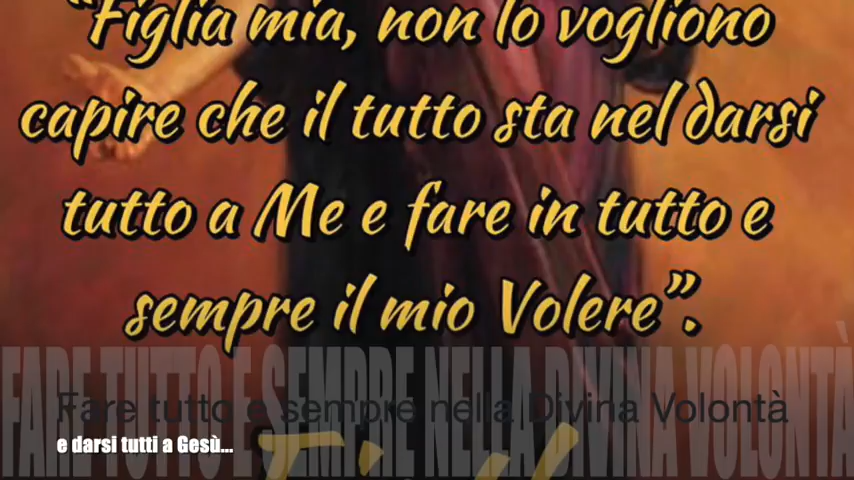 “Figlia mia, non lo vogliono
capire che il tutto sta nel darsi
tutto a Me e fare in tutto e
sempre il mio Volere”.
FARE TUTTO E SEMPRE NELLA DIVINA VOLONTÀ
Fare tutto e sempre nella Divina Volontà
e darsi tutti a Gesù...